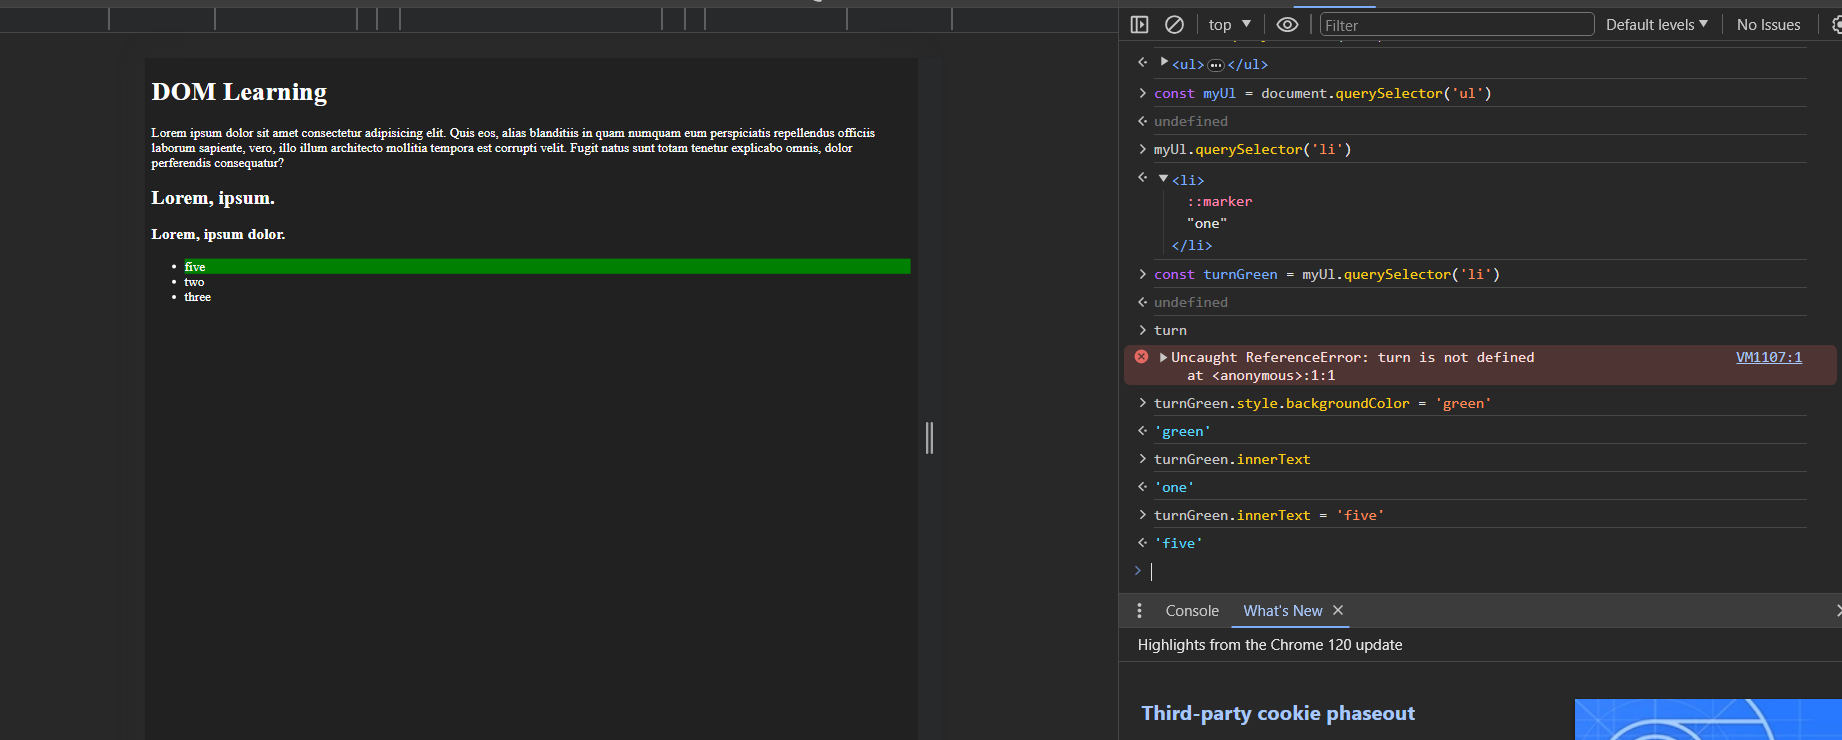 DOM Learning
Lorem ipsum dolor sit amet consectetur adipisicing elit. Quis eos, alias blanditiis in quam numquam eum perspiciatis repellendus officiis
laborum sapiente, vero, illo illum architecto mollitia tempora est corrupti velit. Fugit natus sunt totam tenetur explicabo omnis, dolor
perferendis consequatur?
Lorem, ipsum.
Lorem, ipsum dolor.
• five
• two
• three
top ▼ Filter Default levels ▼ No Issues
<ul>…</ul>
const myUl = document.querySelector('ul')
undefined
myUl.querySelector('li')
<li>
::marker
"one"
</li>
const turnGreen = myUl.querySelector('li')
undefined
turn
Uncaught ReferenceError: turn is not defined VM1107:1
at <anonymous>:1:1
turnGreen.style.backgroundColor = 'green'
'green'
turnGreen.innerText
'one'
turnGreen.innerText = 'five'
'five'
Console What's New
Highlights from the Chrome 120 update
Third-party cookie phaseout